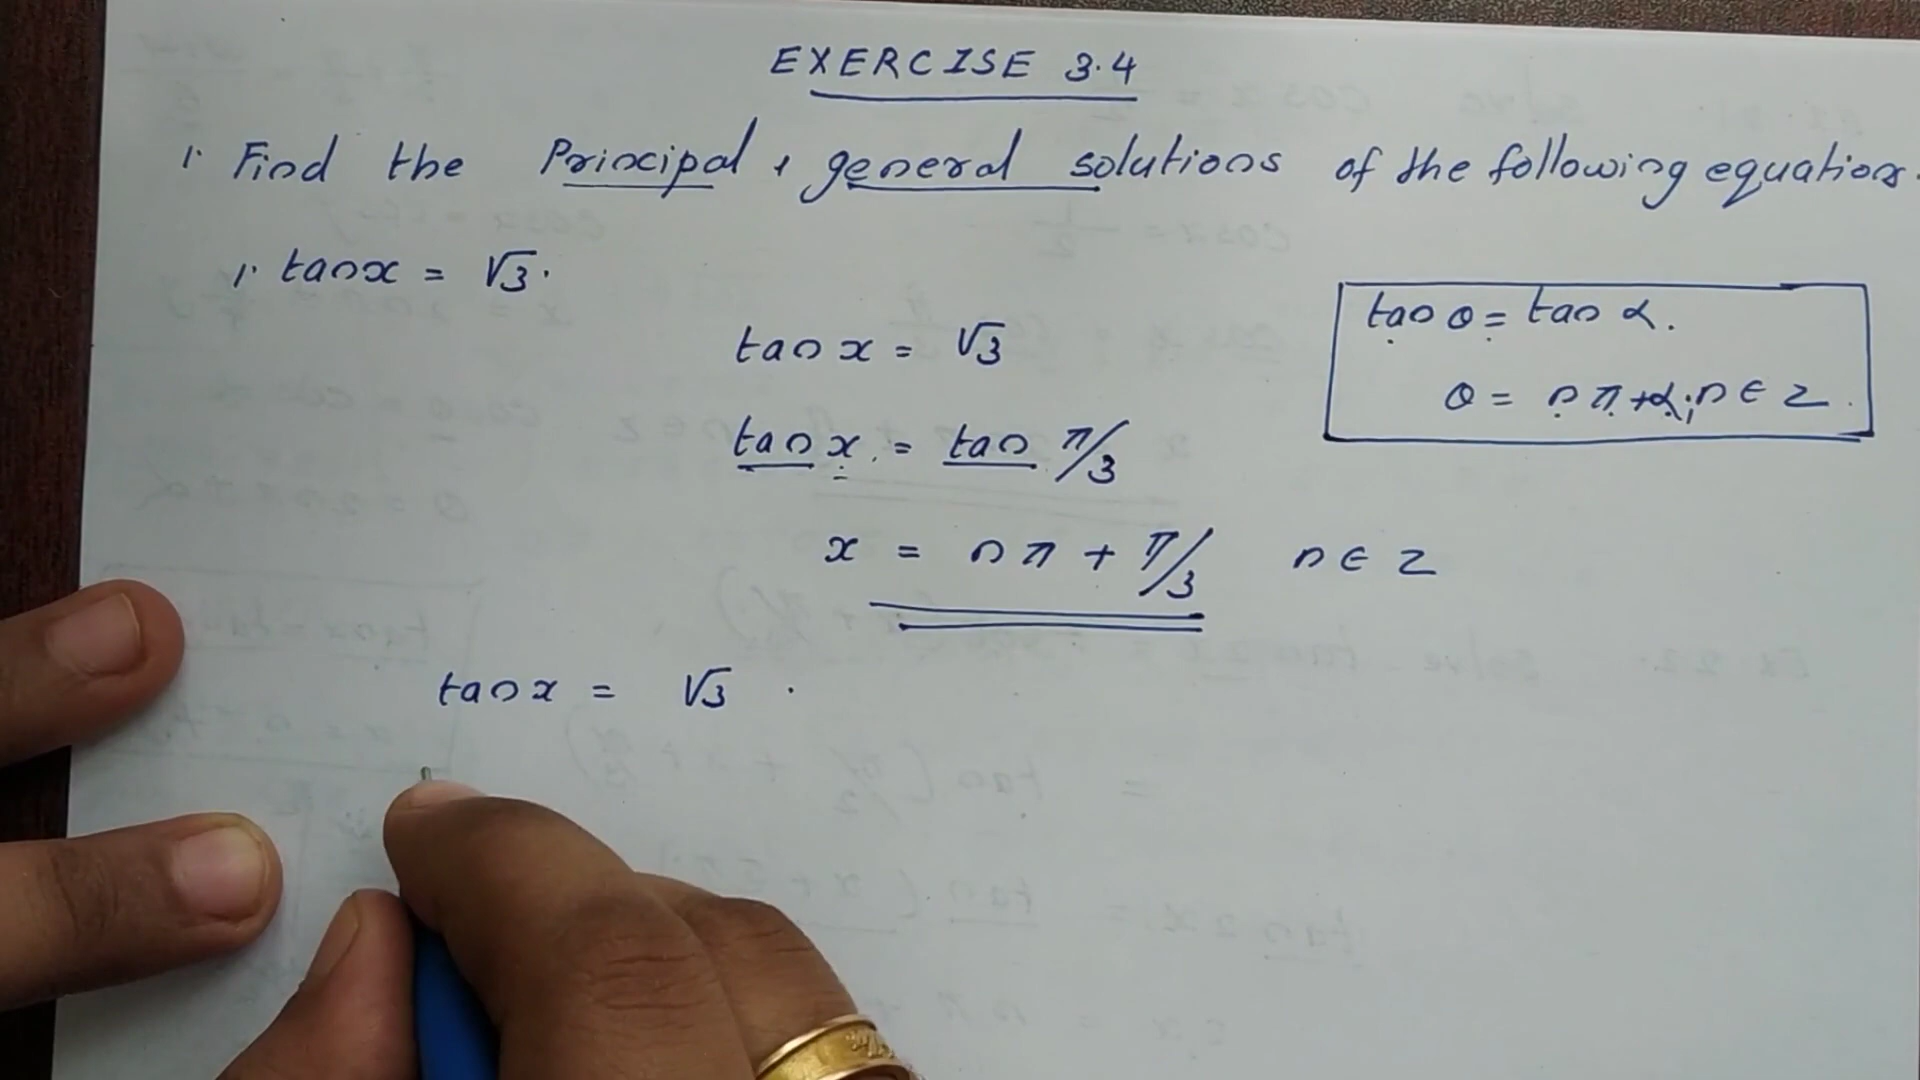 EXERCISE 3.4
1. Find the Principal & general solutions of the following equations.
1. tan x = √3.
tan x = √3
tan x = tan π/3
x = nπ + π/3 n ∈ Z
tan θ = tan α.
θ = nπ + α; n ∈ Z.
tan x = √3 .